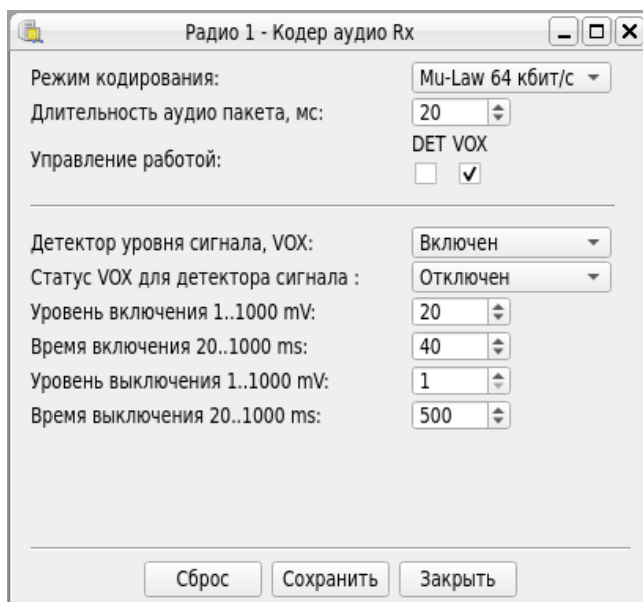 Радио 1 - Кодер аудио Rx
Режим кодирования: Mu-Law 64 кбит/с
Длительность аудио пакета, мс: 20
DET VOX
Управление работой:
Детектор уровня сигнала, VOX: Включен
Статус VOX для детектора сигнала : Отключен
Уровень включения 1..1000 mV: 20
Время включения 20..1000 ms: 40
Уровень выключения 1..1000 mV: 1
Время выключения 20..1000 ms: 500
Сброс Сохранить Закрыть